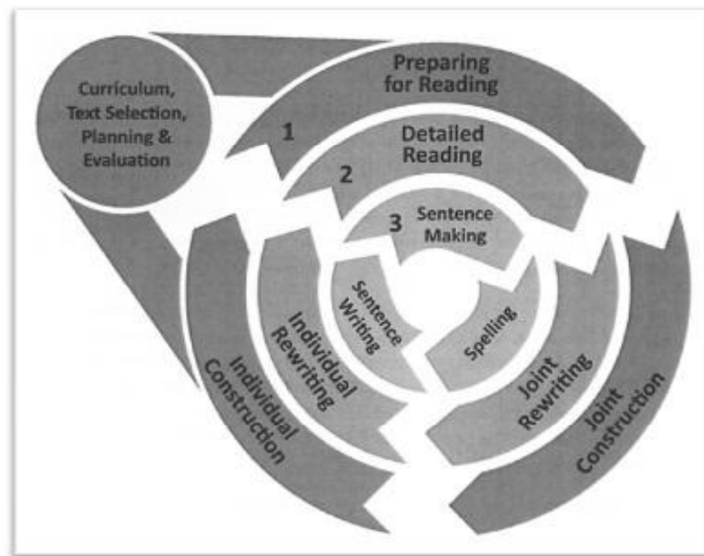 Curriculum,
Text Selection,
Planning &
Evaluation
Preparing
for Reading
1
Detailed
Reading
2
3
Sentence
Making
Spelling
Sentence
Writing
Joint
Rewriting
Individual
Rewriting
Joint
Construction
Individual
Construction